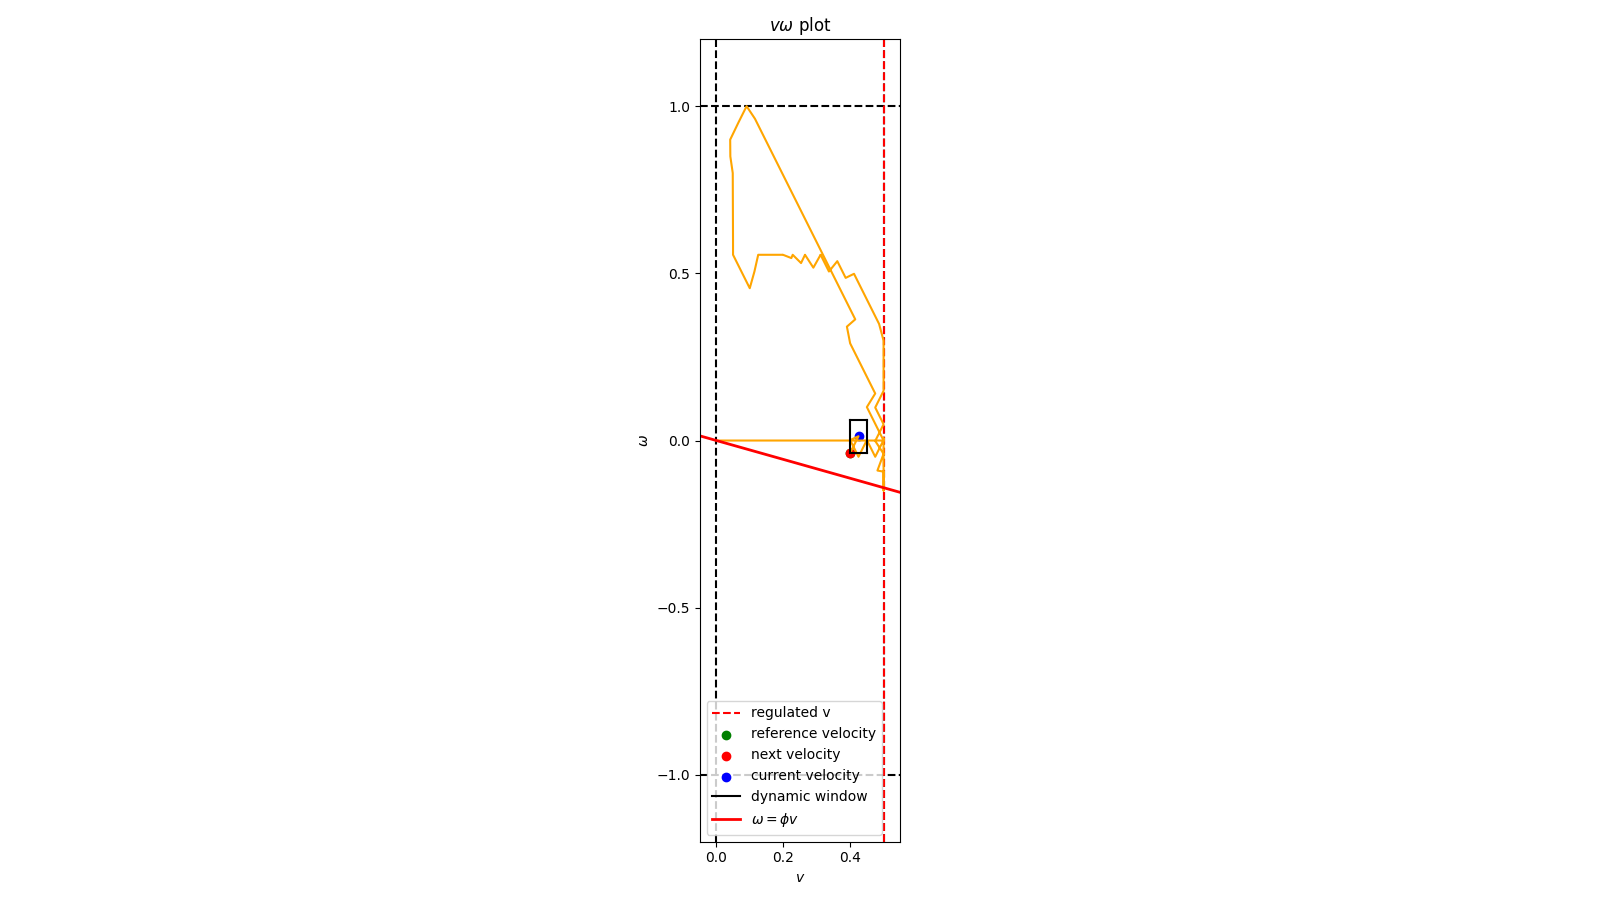 vω plot
1.0
0.5
0.0
−0.5
−1.0
ω
regulated v
reference velocity
next velocity
current velocity
dynamic window
ω = ϕv
0.0 0.2 0.4
v